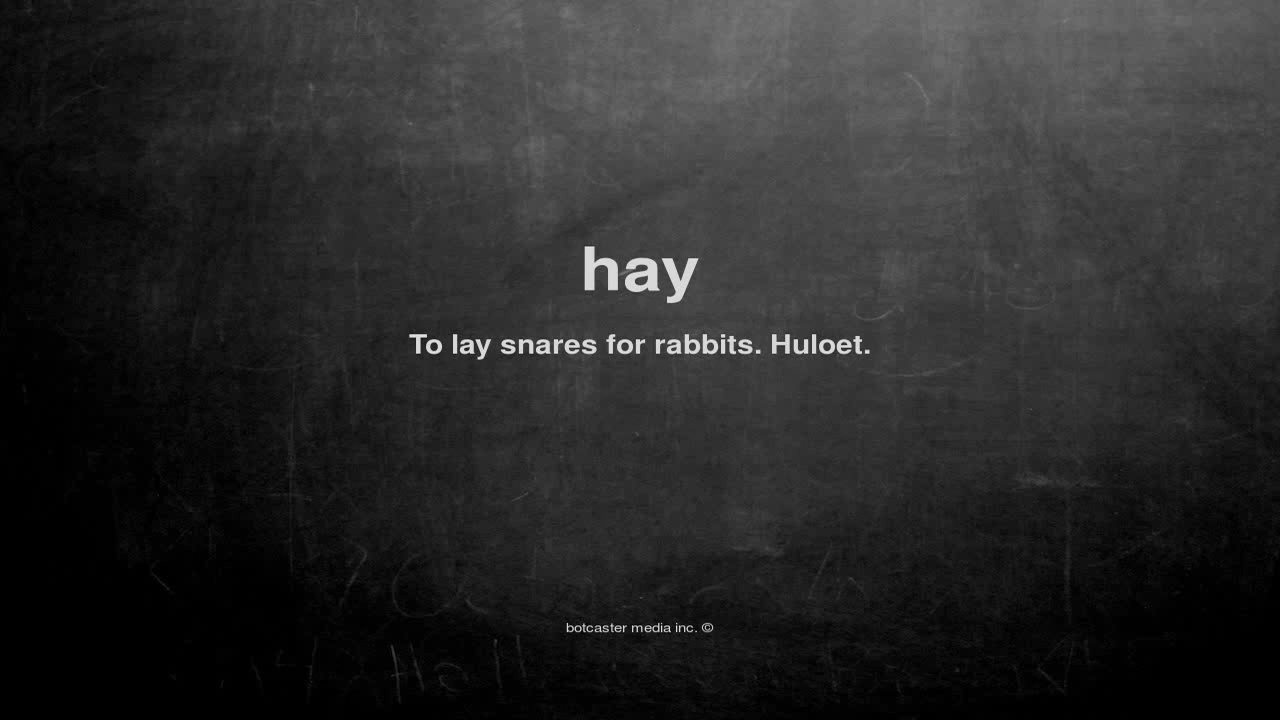 hay
To lay snares for rabbits. Huloet.
botcaster media inc. ©